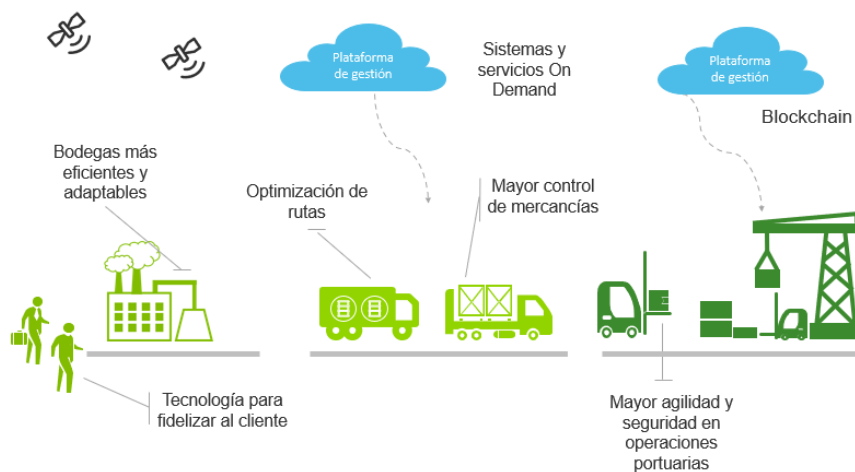 Plataforma
de gestión
Sistemas y
servicios On
Demand
Plataforma
de gestión
Blockchain
Bodegas más
eficientes y
adaptables
Optimización de
rutas
Mayor control
de mercancías
Tecnología para
fidelizar al cliente
Mayor agilidad y
seguridad en
operaciones
portuarias